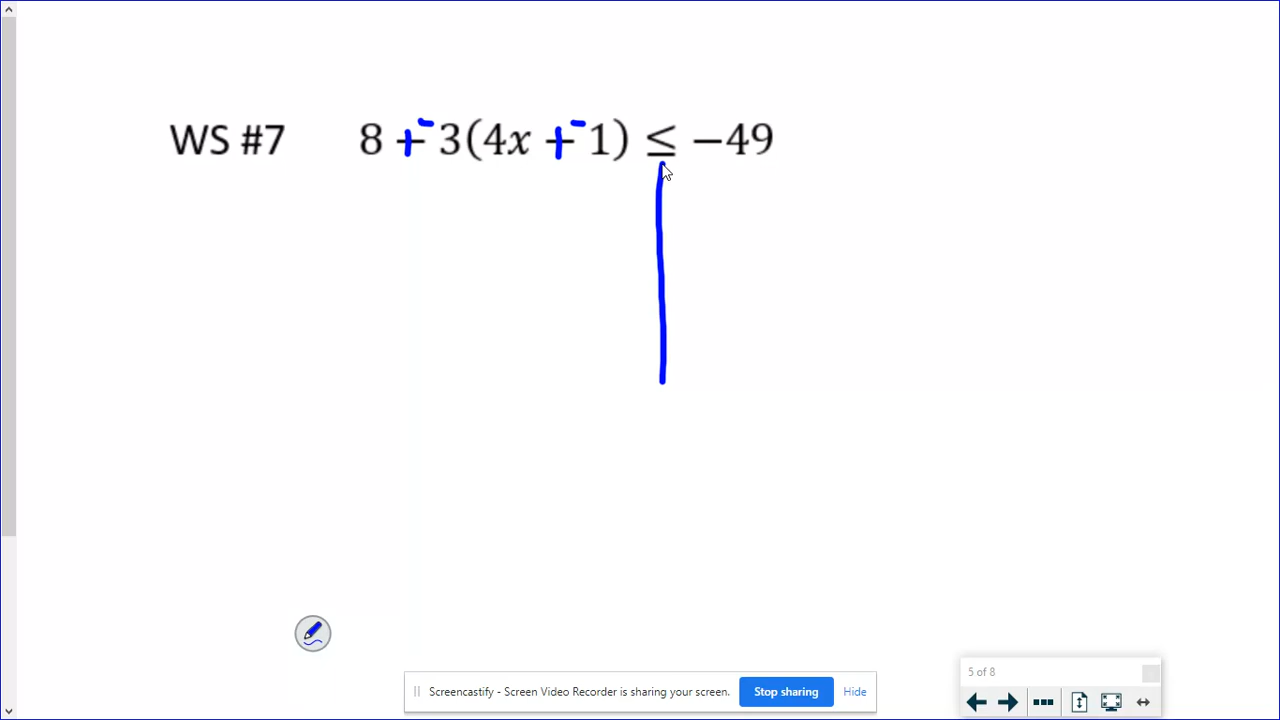 WS #7 8 +⁻ 3(4x +⁻ 1) ≤ −49
5 of 8
Screencastify - Screen Video Recorder is sharing your screen. Stop sharing Hide